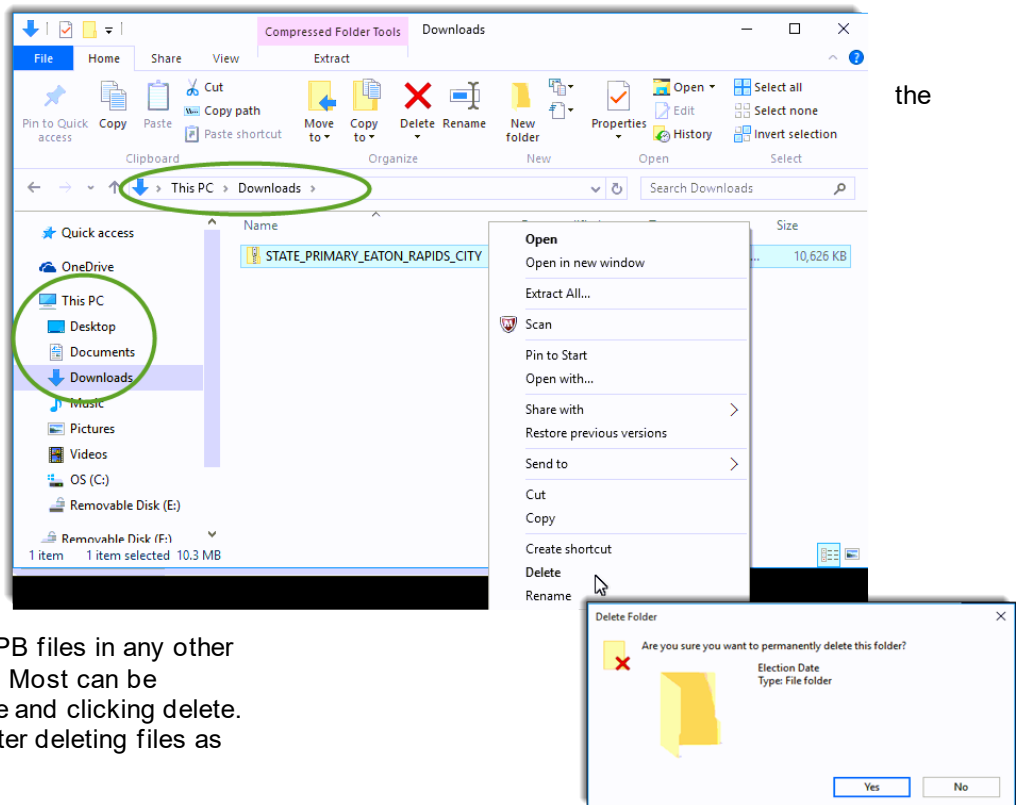 Compressed Folder Tools Downloads
File Home Share View Extract
Pin to Quick access
Copy
Paste
Cut
Copy path
Paste shortcut
Move to
Copy to
Delete
Rename
New folder
Properties
Open
Edit
History
Select all
Select none
Invert selection
the
Clipboard Organize New Open Select
This PC > Downloads > Search Downloads
Name Size
Quick access
OneDrive
This PC
Desktop
Documents
Downloads
Music
Pictures
Videos
OS (C:)
Removable Disk (E:)
Removable Disk (F:)
1 item 1 item selected 10.3 MB
STATE_PRIMARY_EATON_RAPIDS_CITY ... 10,626 KB
Open
Open in new window
Extract All...
Scan
Pin to Start
Open with...
Share with
Restore previous versions
Send to
Cut
Copy
Create shortcut
Delete
Rename
PB files in any other
Most can be
e and clicking delete.
ter deleting files as
Delete Folder
Are you sure you want to permanently delete this folder?
Election Date
Type: File folder
Yes No